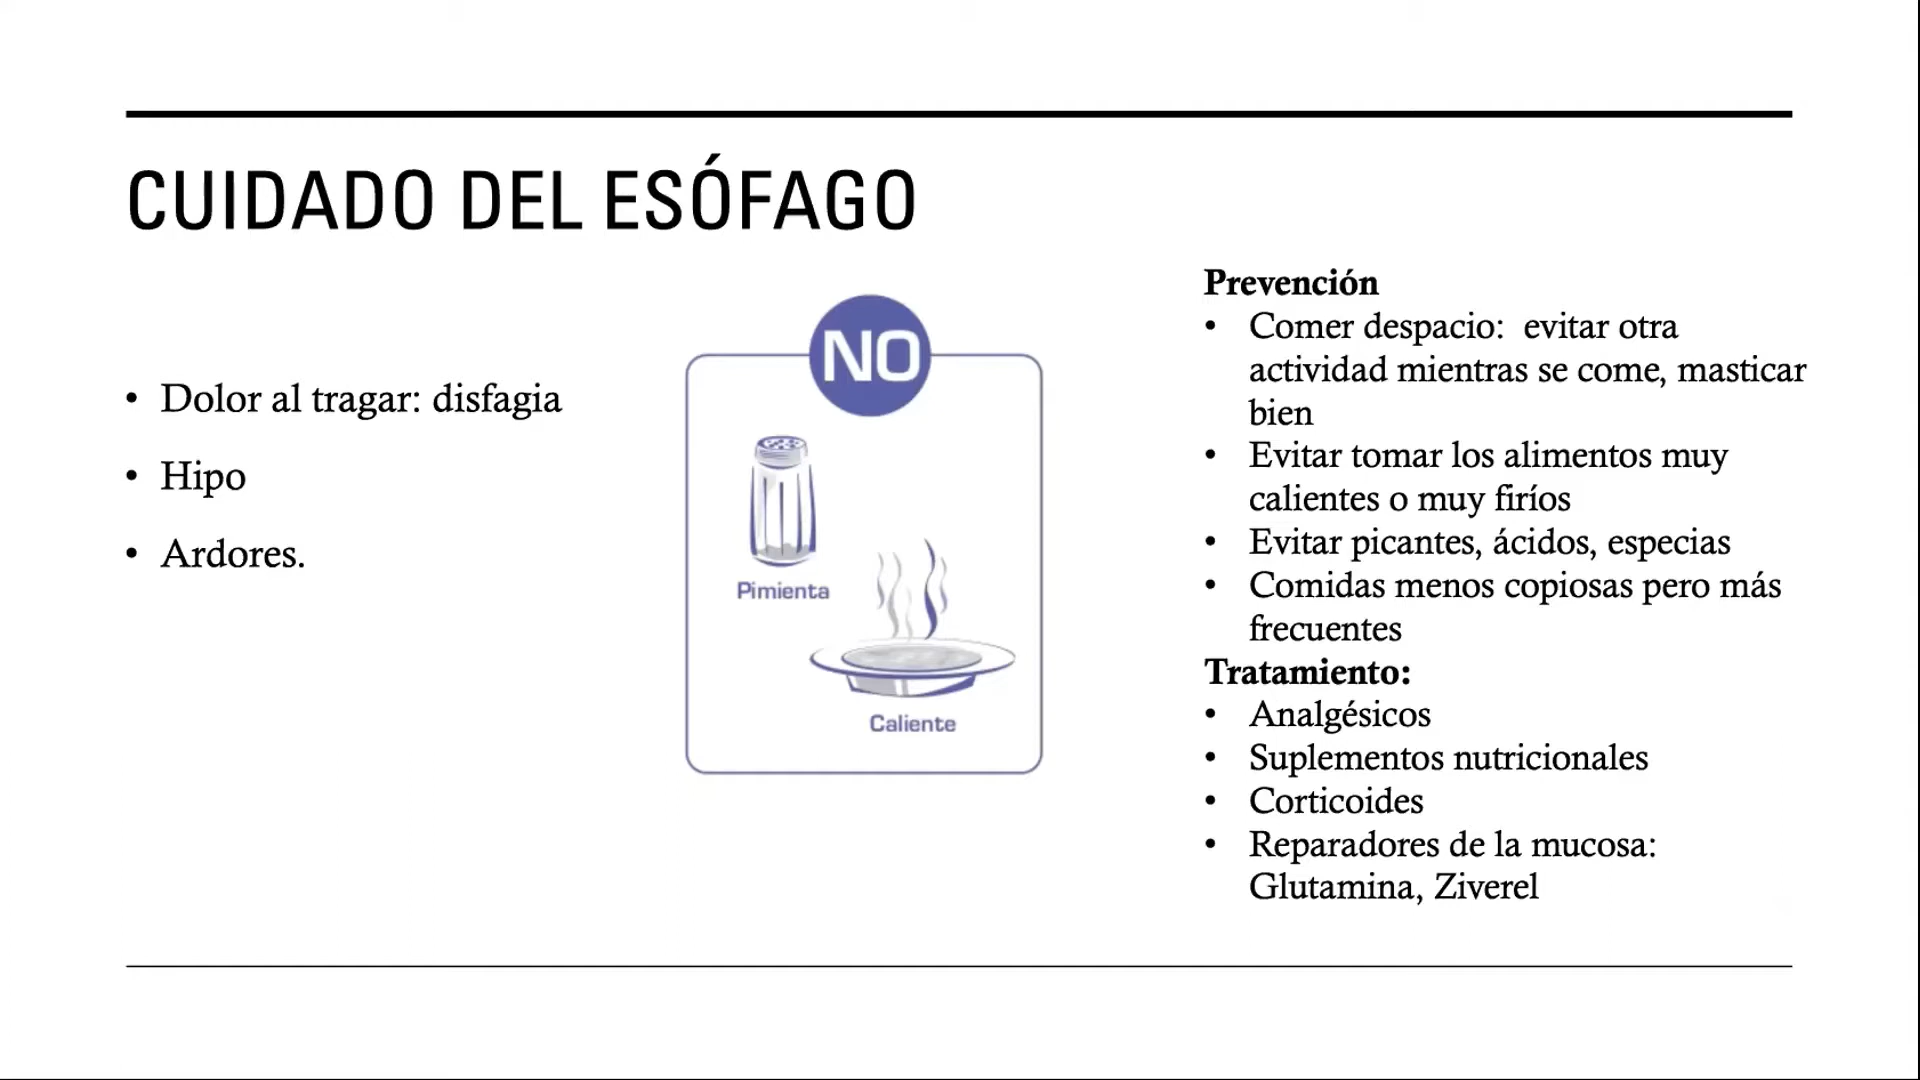 CUIDADO DEL ESÓFAGO
• Dolor al tragar: disfagia
• Hipo
• Ardores.
NO
Pimienta
Caliente
Prevención
• Comer despacio:  evitar otra
actividad mientras se come, masticar
bien
• Evitar tomar los alimentos muy
calientes o muy firíos
• Evitar picantes, ácidos, especias
• Comidas menos copiosas pero más
frecuentes
Tratamiento:
• Analgésicos
• Suplementos nutricionales
• Corticoides
• Reparadores de la mucosa:
Glutamina, Ziverel